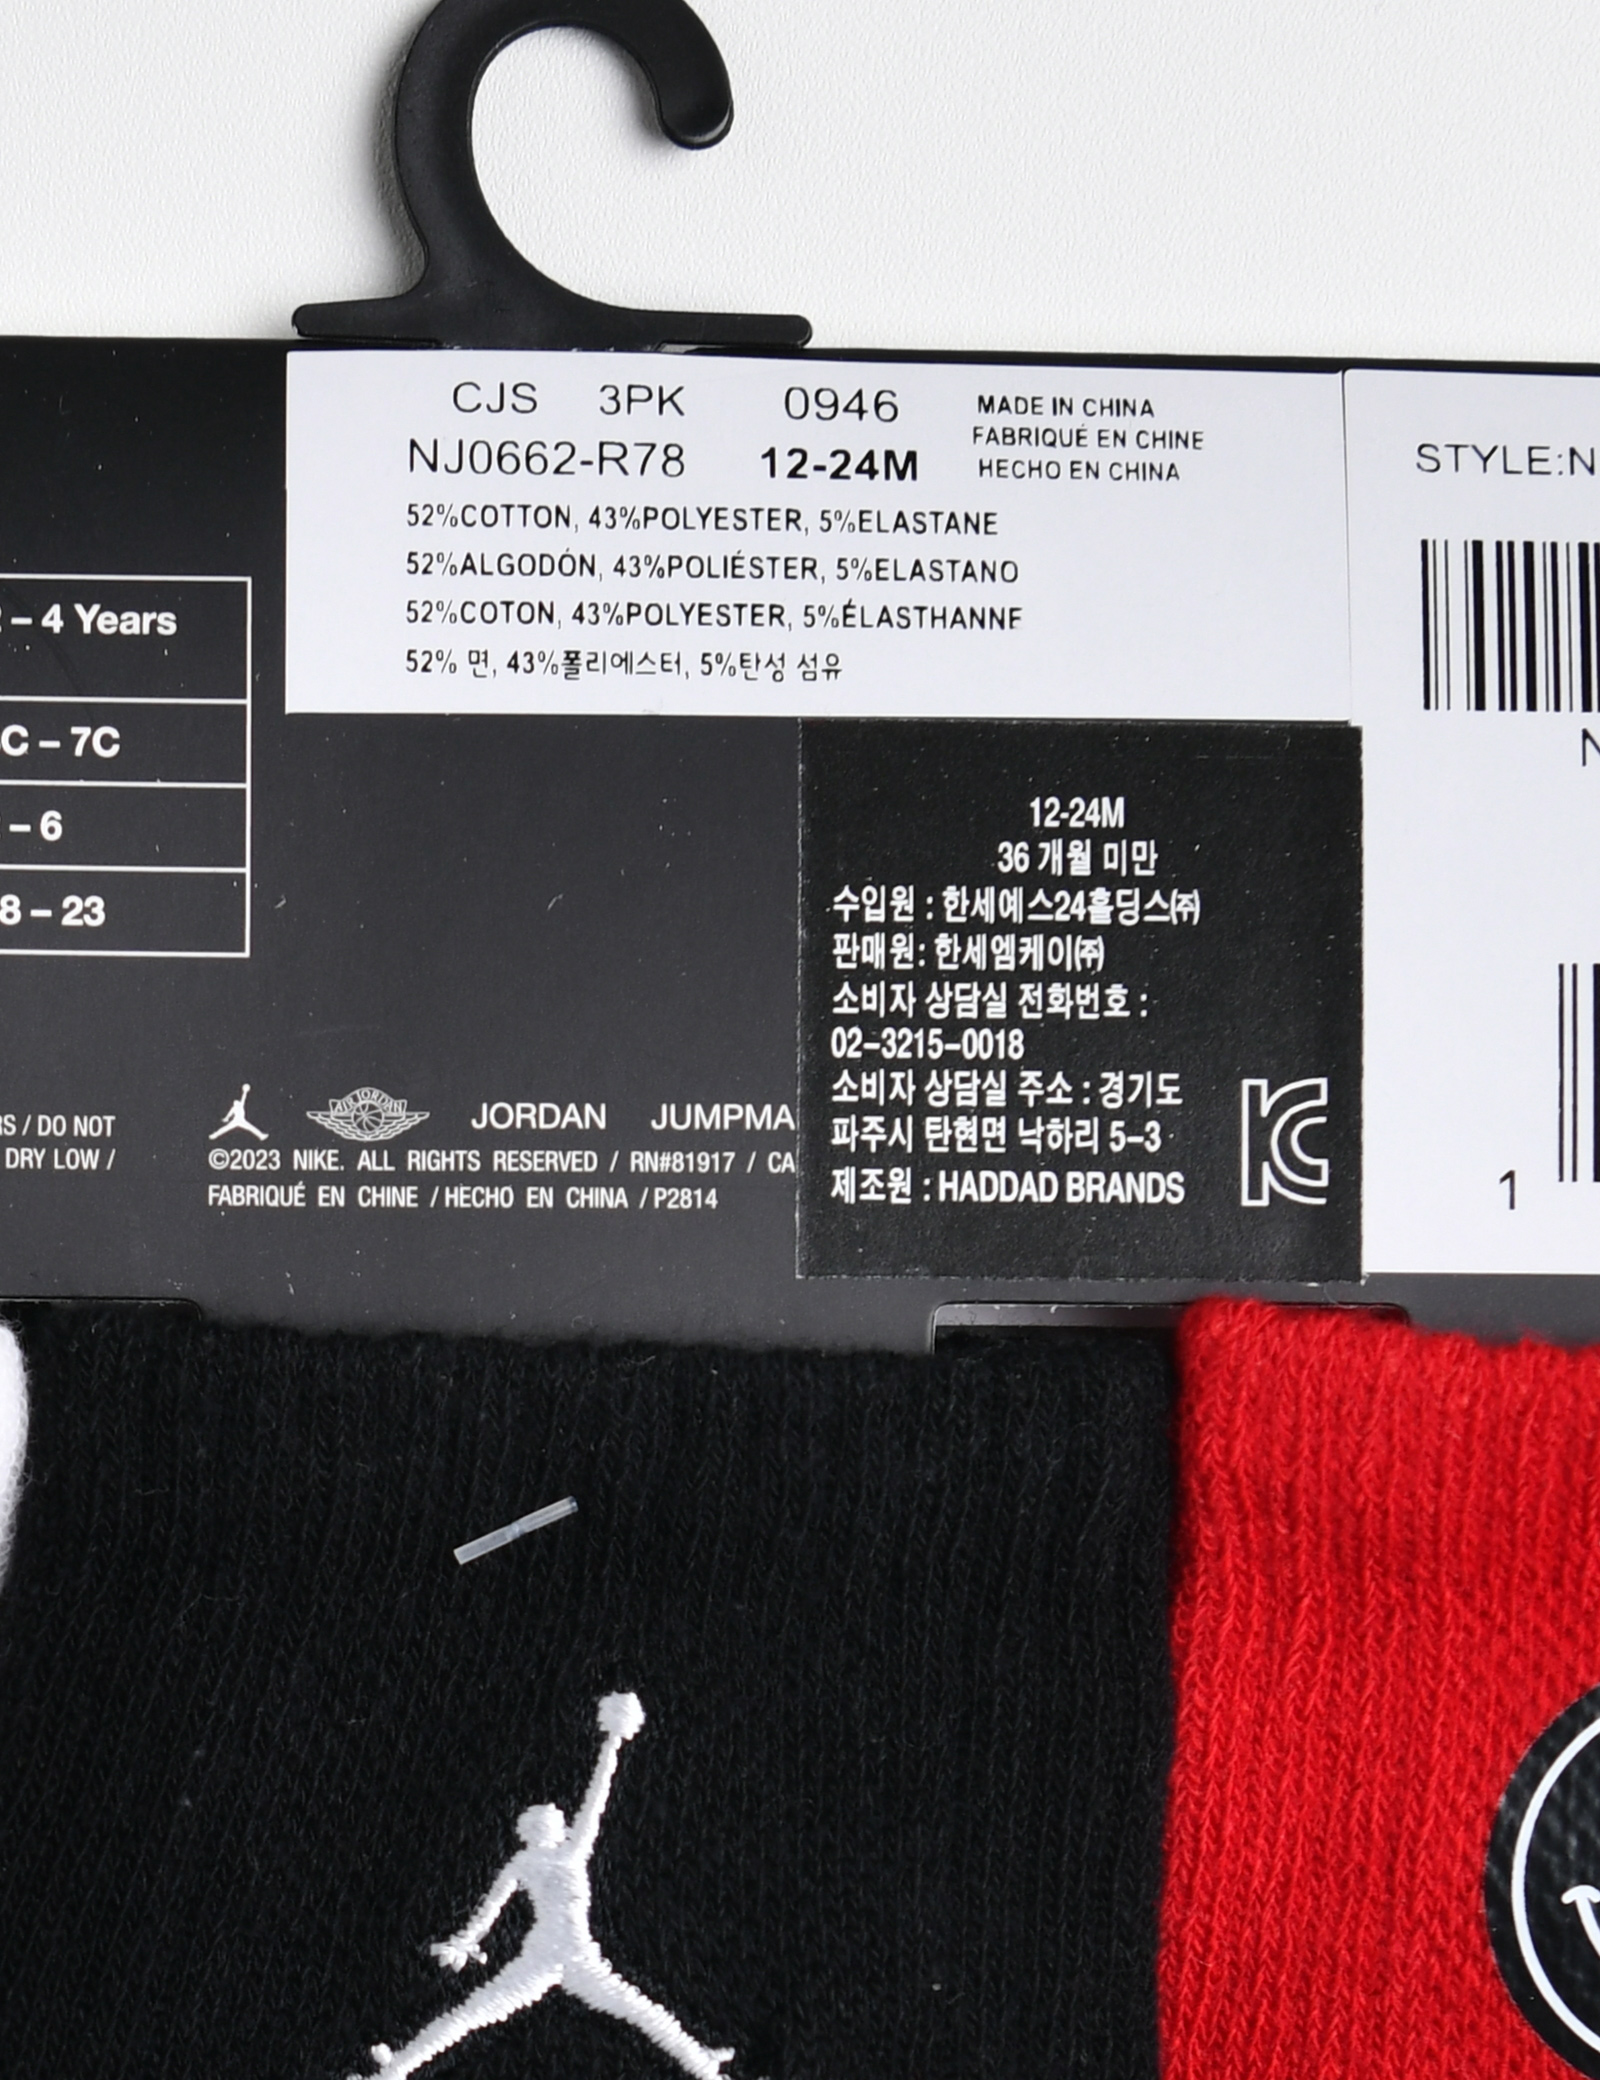 CJS 3PK 0946
NJ0662-R78 12-24M
MADE IN CHINA
FABRIQUÉ EN CHINE
HECHO EN CHINA
52%COTTON, 43%POLYESTER, 5%ELASTANE
52%ALGODÓN, 43%POLIÉSTER, 5%ELASTANO
52%COTON, 43%POLYESTER, 5%ÉLASTHANNE
52% 면, 43%폴리에스터, 5%탄성 섬유
STYLE:N
N
1
– 4 Years
C – 7C
– 6
8 – 23
12-24M
36 개월 미만
수입원 : 한세예스24홀딩스㈜
판매원: 한세엠케이㈜
소비자 상담실 전화번호 :
02-3215-0018
소비자 상담실 주소 : 경기도
파주시 탄현면 낙하리 5-3
제조원 : HADDAD BRANDS
RS / DO NOT
DRY LOW /
AIR JORDAN JORDAN JUMPMA
©2023 NIKE. ALL RIGHTS RESERVED / RN#81917 / CA
FABRIQUÉ EN CHINE / HECHO EN CHINA / P2814